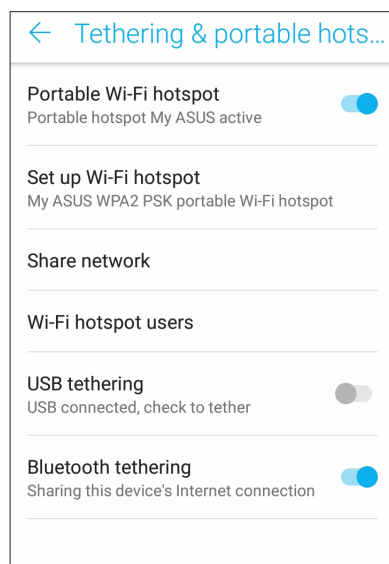 Tethering & portable hots...
Portable Wi-Fi hotspot
Portable hotspot My ASUS active
Set up Wi-Fi hotspot
My ASUS WPA2 PSK portable Wi-Fi hotspot
Share network
Wi-Fi hotspot users
USB tethering
USB connected, check to tether
Bluetooth tethering
Sharing this device's Internet connection